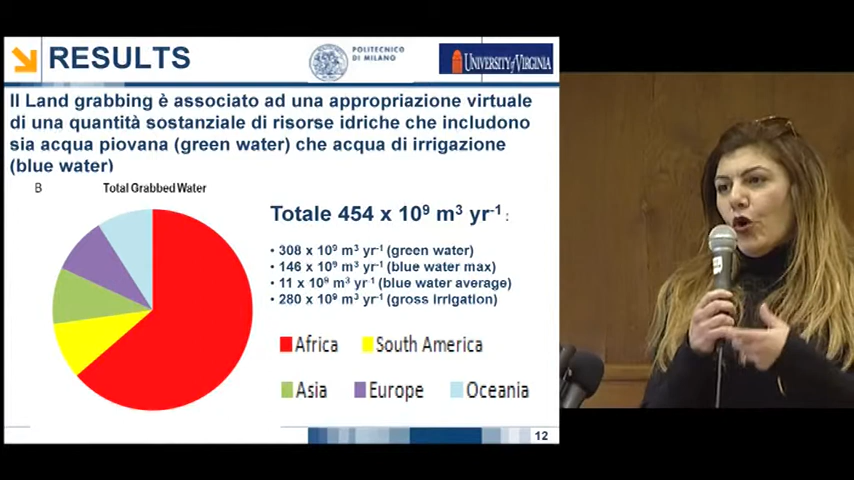 RESULTS
POLITECNICO
DI MILANO
UNIVERSITY of VIRGINIA
Il Land grabbing è associato ad una appropriazione virtuale
di una quantità sostanziale di risorse idriche che includono
sia acqua piovana (green water) che acqua di irrigazione
(blue water)
B
Total Grabbed Water
Totale 454 x 10⁹ m³ yr⁻¹ :
• 308 x 10⁹ m³ yr⁻¹ (green water)
• 146 x 10⁹ m³ yr⁻¹ (blue water max)
• 11 x 10⁹ m³ yr⁻¹ (blue water average)
• 280 x 10⁹ m³ yr⁻¹ (gross irrigation)
Africa South America
Asia Europe Oceania
12